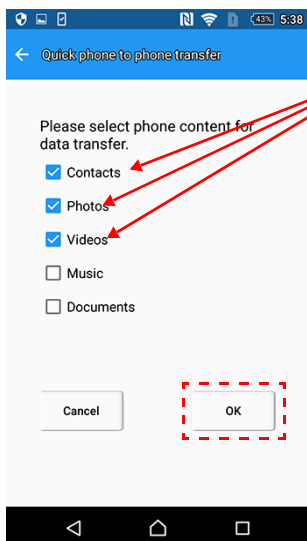 43% 5:38
Quick phone to phone transfer
Please select phone content for
data transfer.
Contacts
Photos
Videos
Music
Documents
Cancel OK